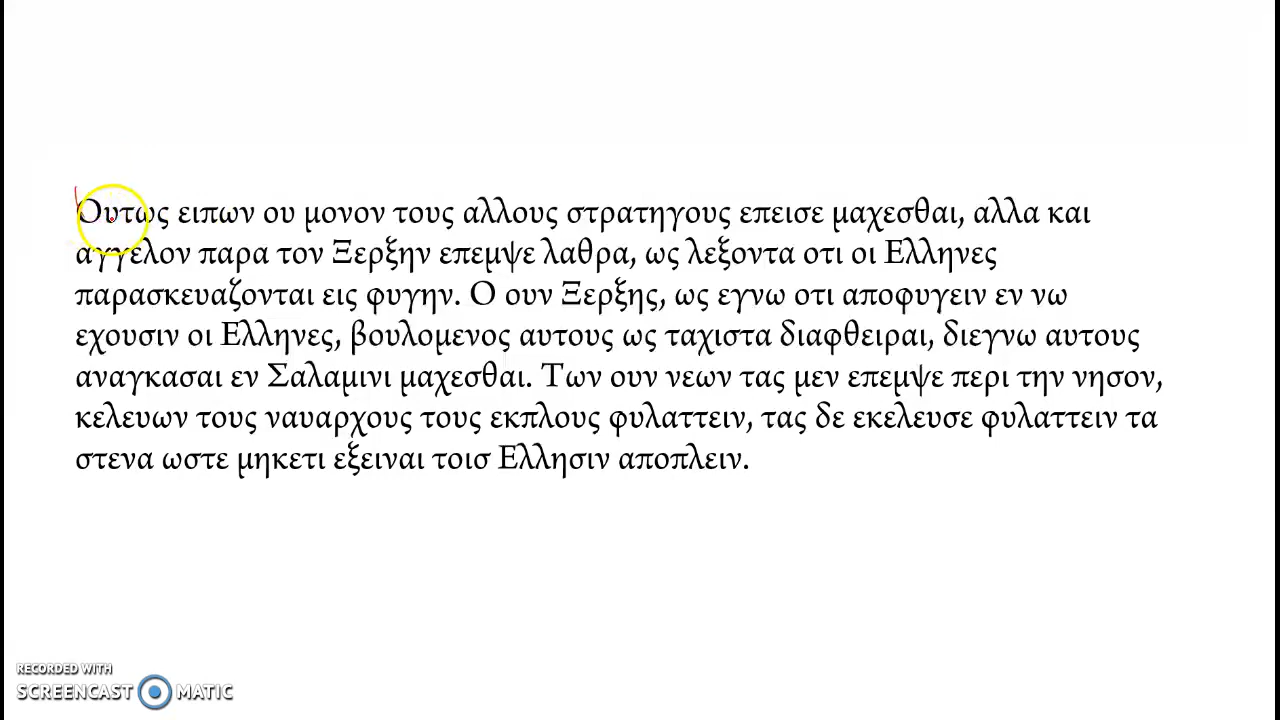 Ουτως ειπων ου μονον τους αλλους στρατηγους επεισε μαχεσθαι, αλλα και
αγγελον παρα τον Ξερξην επεμψε λαθρα, ως λεξοντα οτι οι Ελληνες
παρασκευαζονται εις φυγην. Ο ουν Ξερξης, ως εγνω οτι αποφυγειν εν νω
εχουσιν οι Ελληνες, βουλομενος αυτους ως ταχιστα διαφθειραι, διεγνω αυτους
αναγκασαι εν Σαλαμινι μαχεσθαι. Των ουν νεων τας μεν επεμψε περι την νησον,
κελευων τους ναυαρχους τους εκπλους φυλαττειν, τας δε εκελευσε φυλαττειν τα
στενα ωστε μηκετι εξειναι τοισ Ελλησιν αποπλειν.
RECORDED WITH
SCREENCAST MATIC